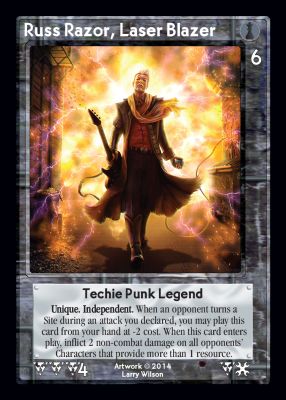 Russ Razor, Laser Blazer
6
Techie Punk Legend
Unique. Independent. When an opponent turns a
Site during an attack you declared, you may play this
card from your hand at -2 cost. When this card enters
play, inflict 2 non-combat damage on all opponents'
Characters that provide more than 1 resource.
4
Artwork © 2014
Larry Wilson